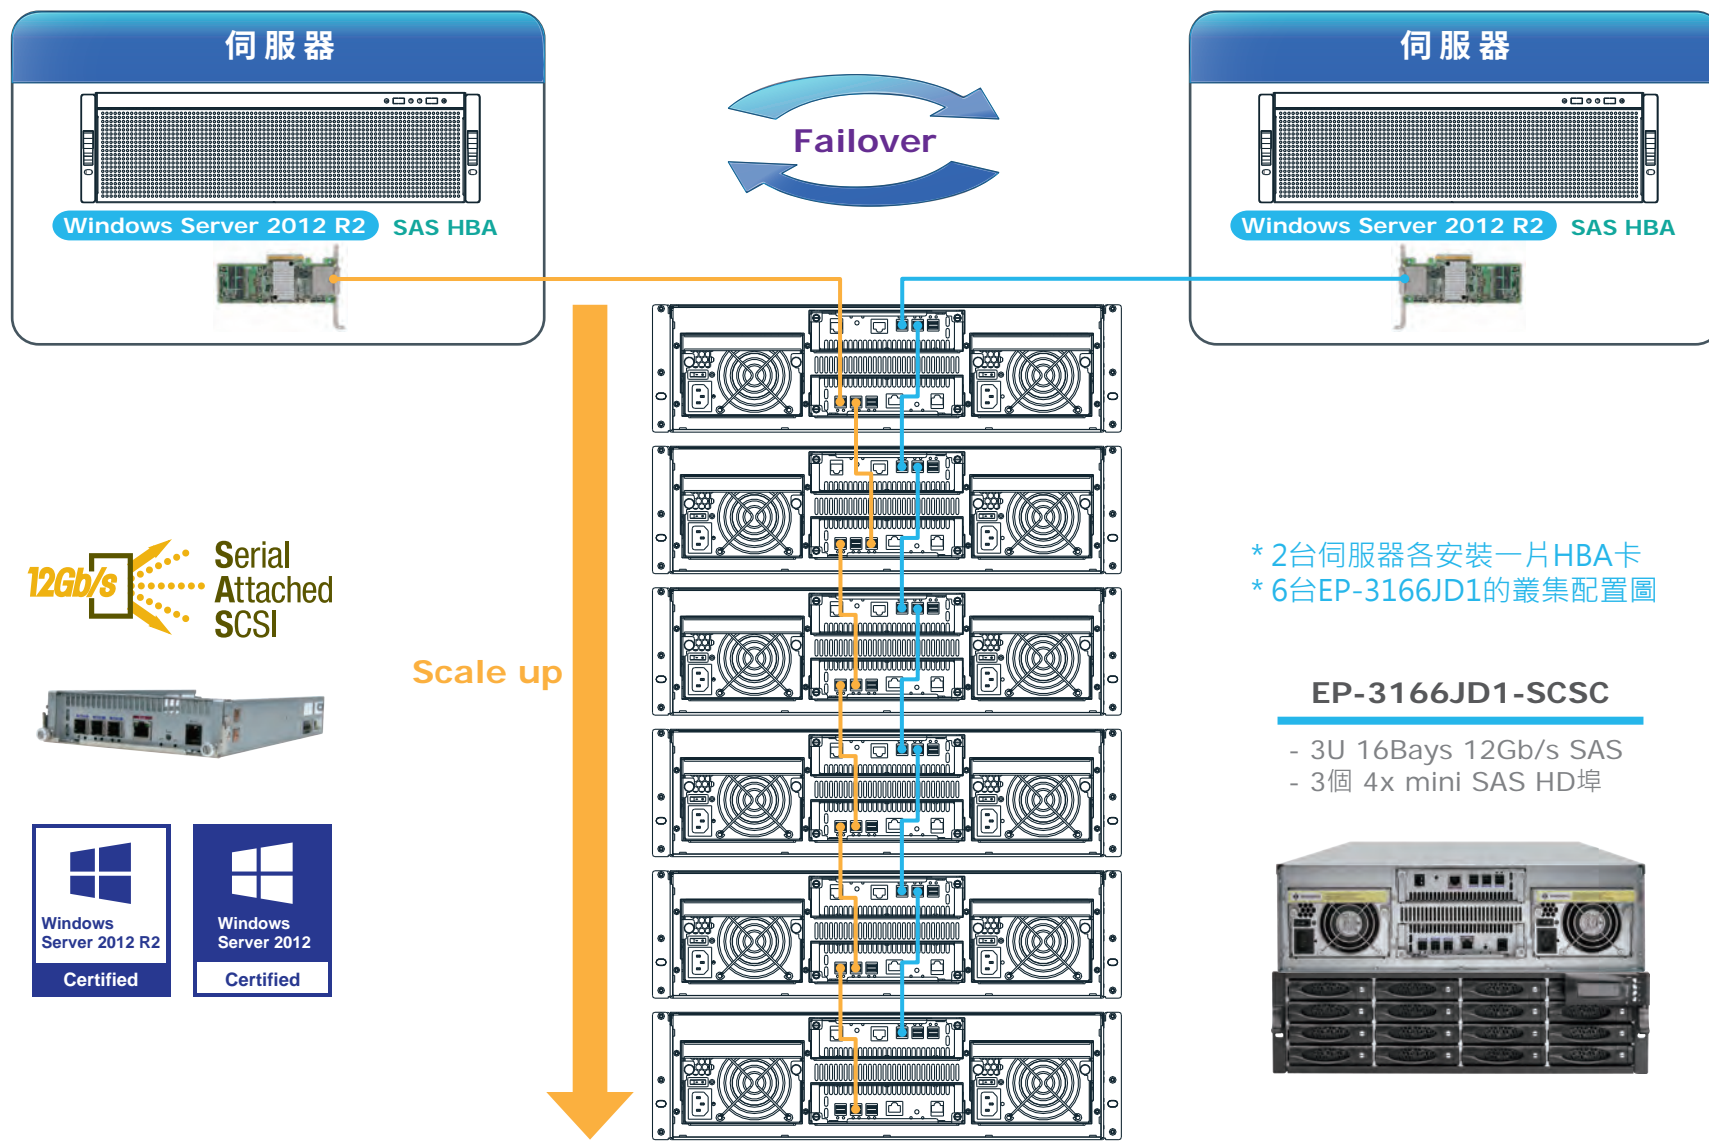 伺服器
Windows Server 2012 R2
SAS HBA
Failover
伺服器
Windows Server 2012 R2
SAS HBA
12Gb/s
Serial
Attached
SCSI
Scale up
* 2台伺服器各安裝一片HBA卡
* 6台EP-3166JD1的叢集配置圖
EP-3166JD1-SCSC
- 3U 16Bays 12Gb/s SAS
- 3個 4x mini SAS HD埠
Windows
Server 2012 R2
Certified
Windows
Server 2012
Certified